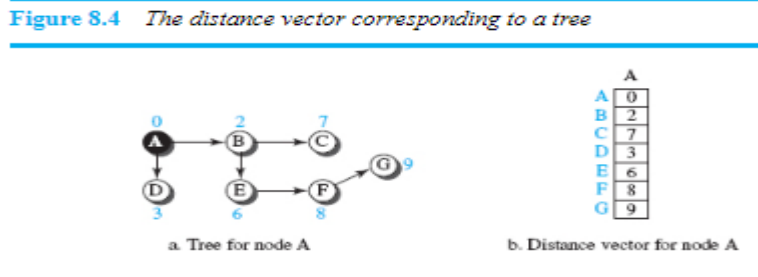 Figure 8.4 The distance vector corresponding to a tree
A
0 2 7
A 0
A B C
B 2
G 9
C 7
D 3
D E F
E 6
F 8
3 6 8
G 9
a. Tree for node A
b. Distance vector for node A